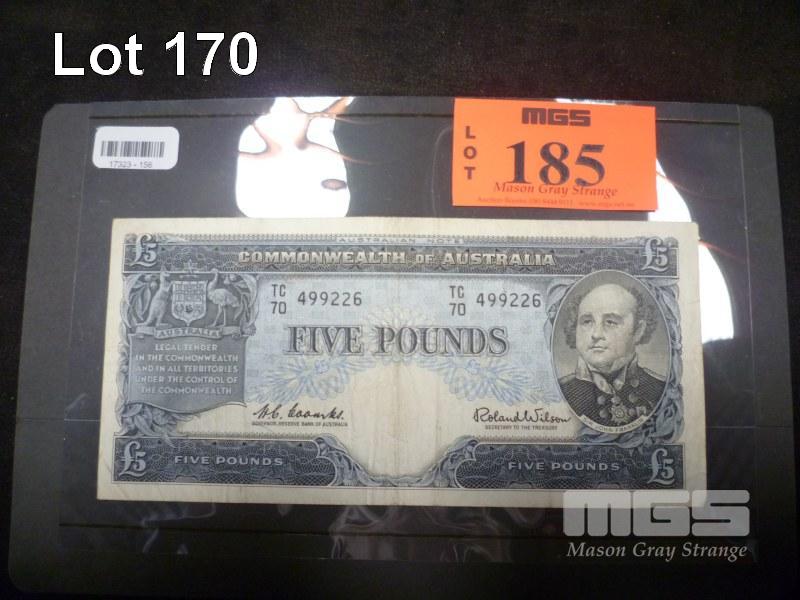 Lot 170
MGS
LOT
185
Mason Gray Strange
17323 - 156
AUSTRALIAN NOTE
£5 COMMONWEALTH OF AUSTRALIA £5
TC 70 499226
TC 70 499226
FIVE POUNDS
AUSTRALIA
LEGAL TENDER
IN THE COMMONWEALTH
AND IN ALL TERRITORIES
UNDER THE CONTROL OF
THE COMMONWEALTH
H.C. Coombs.
GOVERNOR, RESERVE BANK OF AUSTRALIA
Roland Wilson
SECRETARY TO THE TREASURY
SIR JOHN FRANKLIN
£5 FIVE POUNDS
FIVE POUNDS £5
MGS
Mason Gray Strange